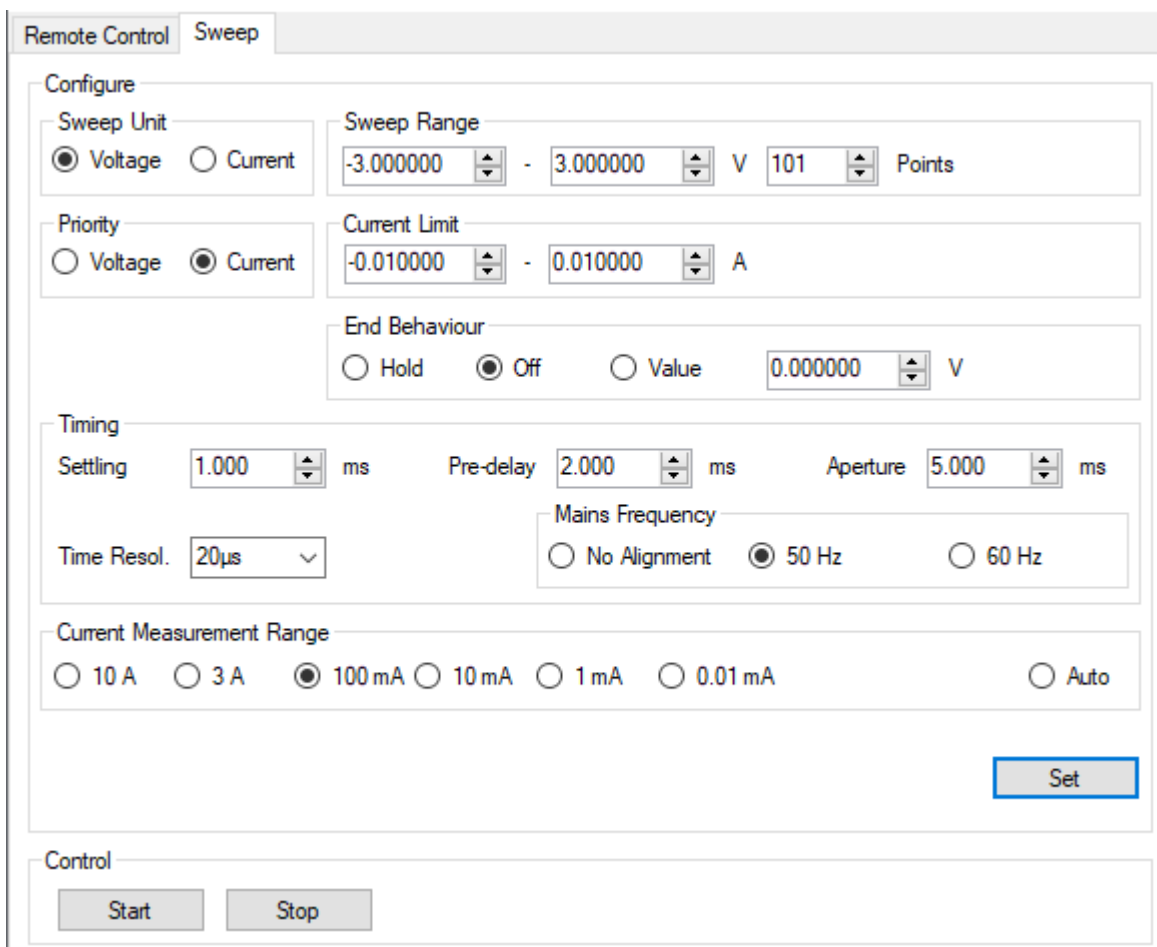 Remote Control Sweep
Configure
Sweep Unit
Voltage Current
Sweep Range
-3.000000 - 3.000000 V 101 Points
Priority
Voltage Current
Current Limit
-0.010000 - 0.010000 A
End Behaviour
Hold Off Value 0.000000 V
Timing
Settling 1.000 ms Pre-delay 2.000 ms Aperture 5.000 ms
Time Resol. 20µs
Mains Frequency
No Alignment 50 Hz 60 Hz
Current Measurement Range
10 A 3 A 100 mA 10 mA 1 mA 0.01 mA Auto
Set
Control
Start Stop